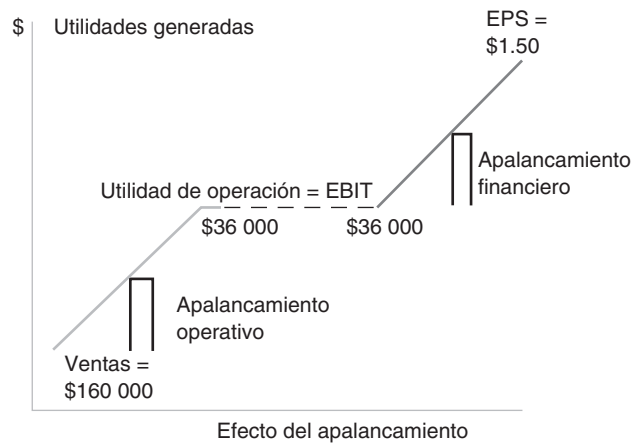 $ Utilidades generadas
EPS =
$1.50
Apalancamiento
financiero
Utilidad de operación = EBIT
$36 000 $36 000
Apalancamiento
operativo
Ventas =
$160 000
Efecto del apalancamiento